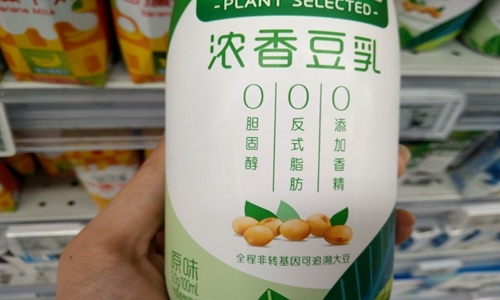 PLANT SELECTED
浓香豆乳
0胆固醇
0反式脂肪
0添加香精
全程非转基因可追溯大豆
原味